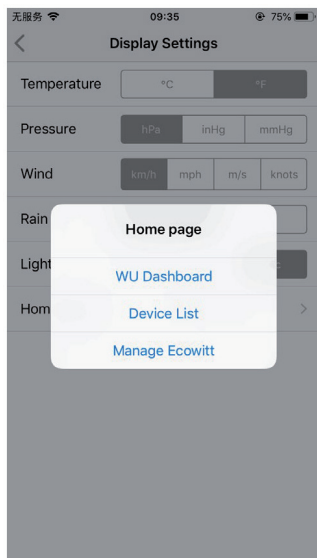 无服务 09:35 75%
Display Settings
Temperature °C °F
Pressure hPa inHg mmHg
Wind km/h mph m/s knots
Rain
Home page
Light
WU Dashboard
Hom
Device List
Manage Ecowitt